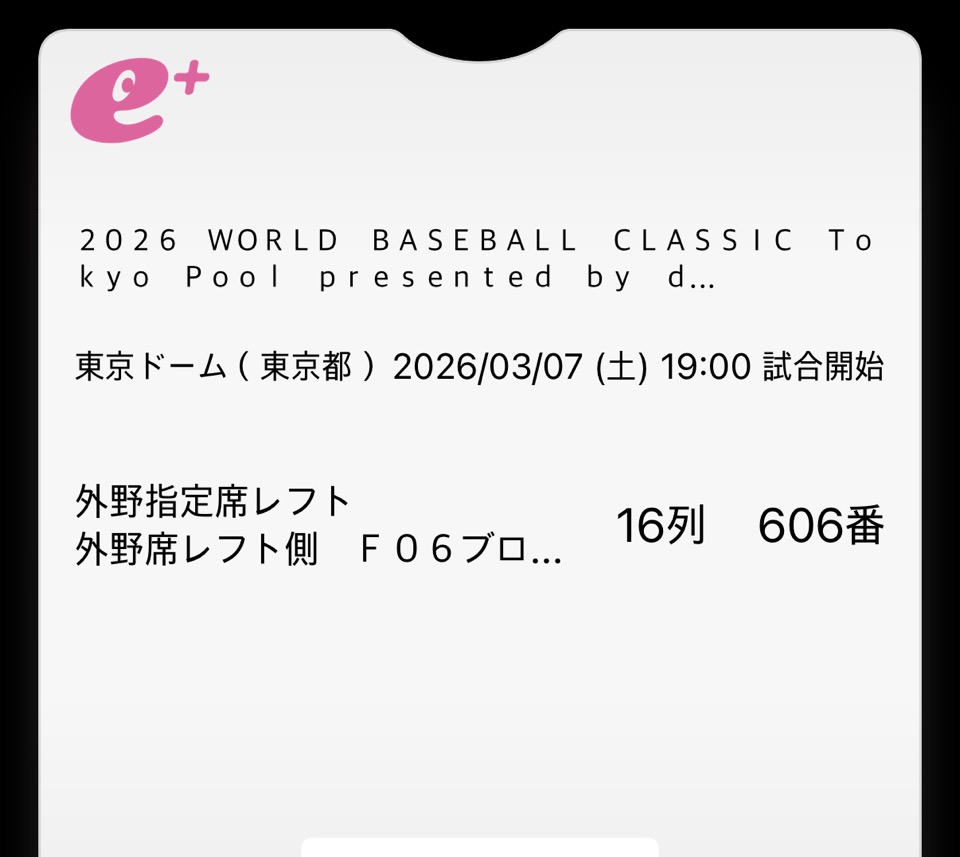 e+
２０２６　ＷＯＲＬＤ　ＢＡＳＥＢＡＬＬ　ＣＬＡＳＳＩＣ　Ｔｏ
ｋｙｏ　Ｐｏｏｌ　ｐｒｅｓｅｎｔｅｄ　ｂｙ　ｄ...
東京ドーム ( 東京都 ) 2026/03/07 (土) 19:00 試合開始
外野指定席レフト
外野席レフト側　Ｆ０６ブロ...
16列　606番